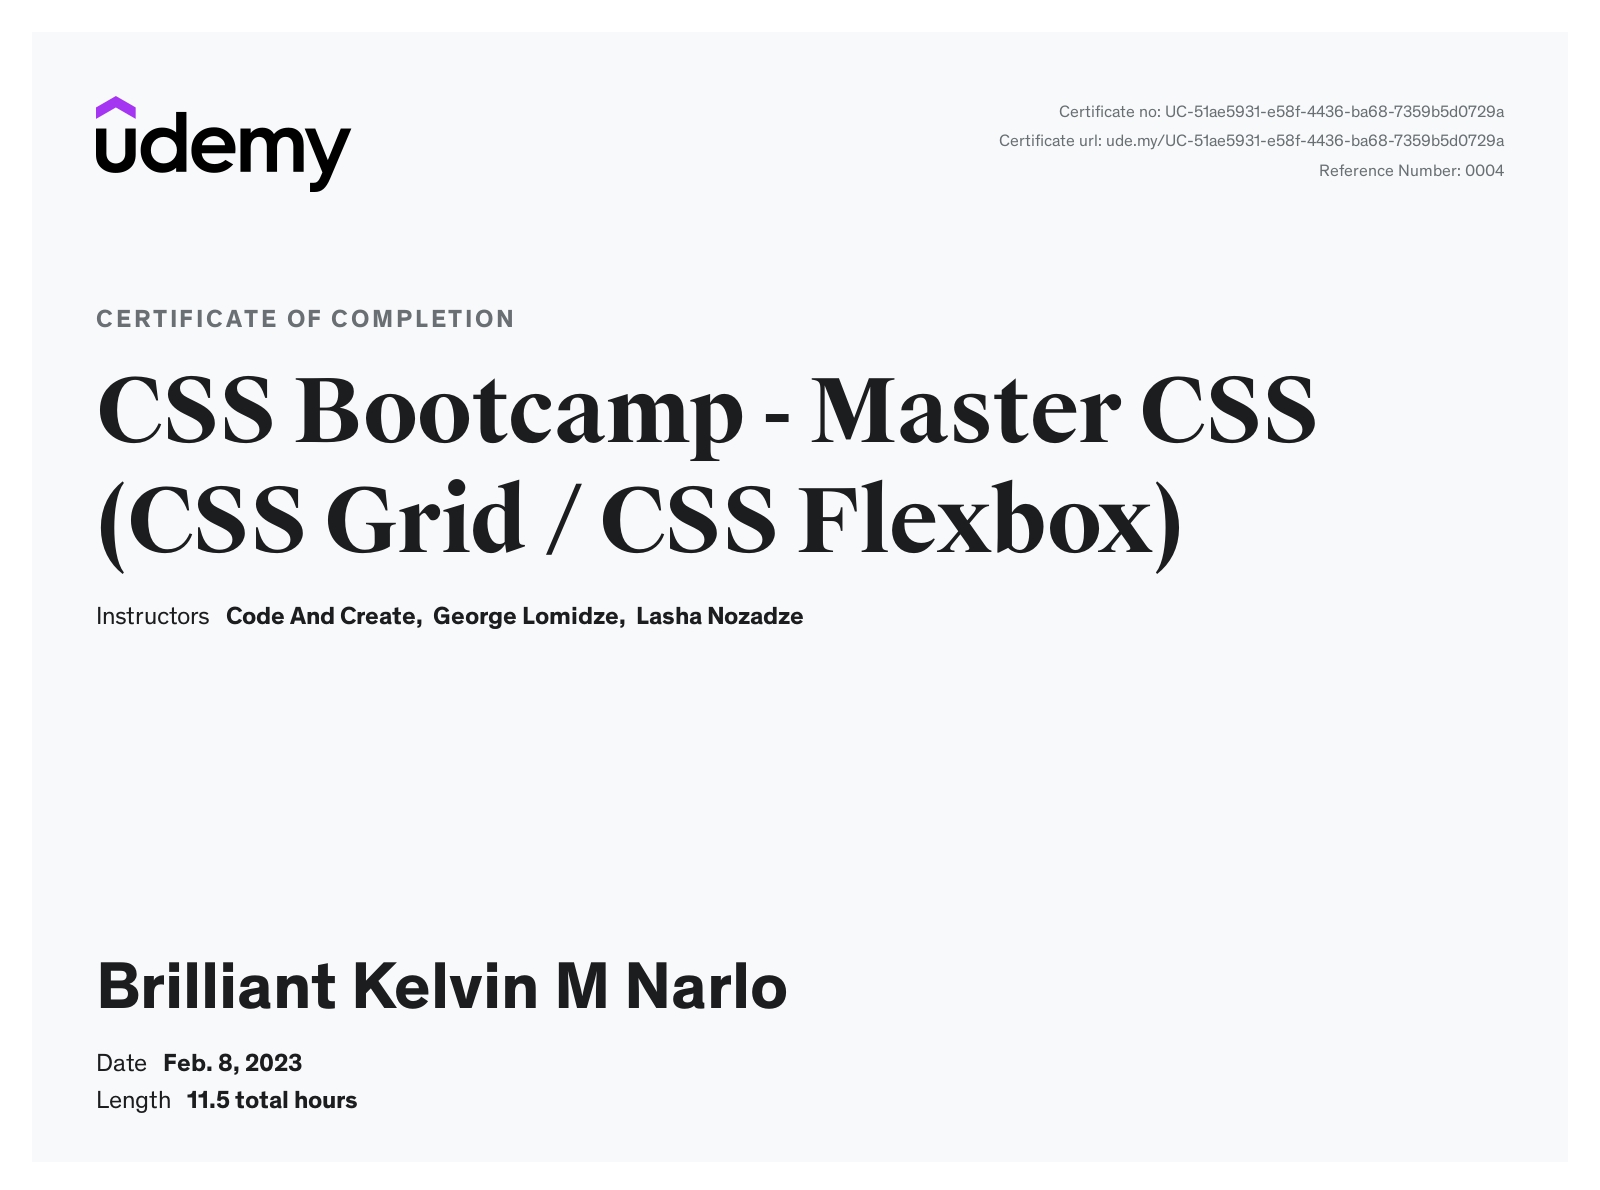 udemy
Certificate no: UC-51ae5931-e58f-4436-ba68-7359b5d0729a
Certificate url: ude.my/UC-51ae5931-e58f-4436-ba68-7359b5d0729a
Reference Number: 0004
CERTIFICATE OF COMPLETION
CSS Bootcamp - Master CSS
(CSS Grid / CSS Flexbox)
Instructors Code And Create, George Lomidze, Lasha Nozadze
Brilliant Kelvin M Narlo
Date Feb. 8, 2023
Length 11.5 total hours